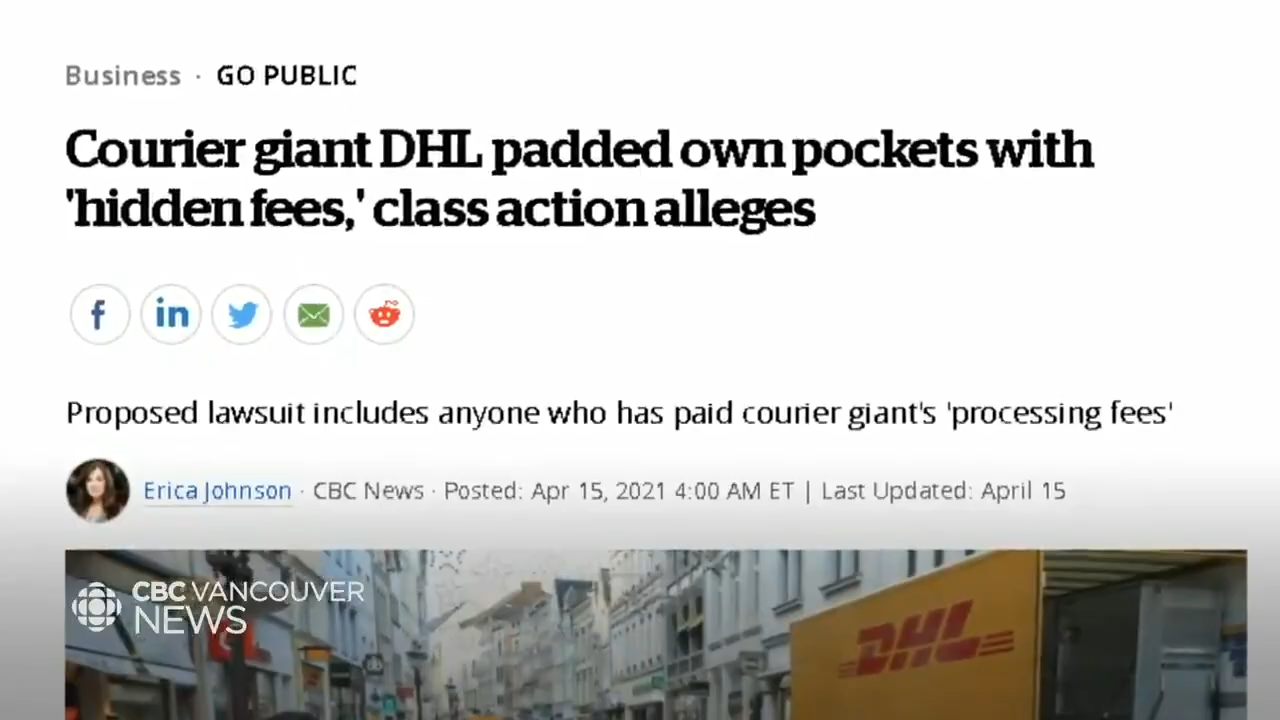 Business · GO PUBLIC
Courier giant DHL padded own pockets with
'hidden fees,' class action alleges
f
in
Proposed lawsuit includes anyone who has paid courier giant's 'processing fees'
Erica Johnson · CBC News · Posted: Apr 15, 2021 4:00 AM ET | Last Updated: April 15
CBC VANCOUVER
NEWS
DHL